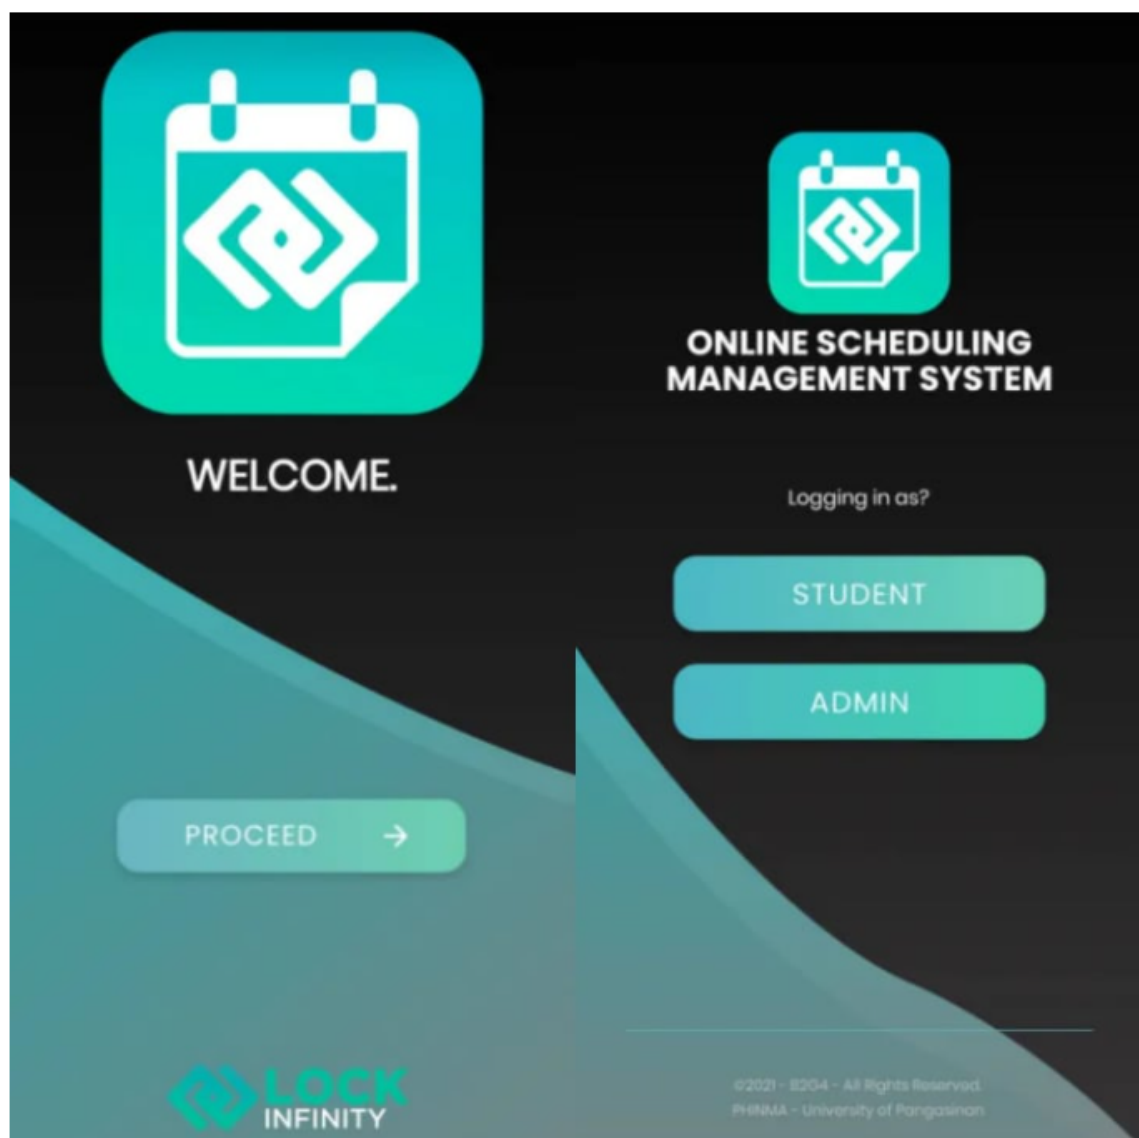 WELCOME.
PROCEED
LOCK
INFINITY
ONLINE SCHEDULING
MANAGEMENT SYSTEM
Logging in as?
STUDENT
ADMIN
©2021 - B2G4 - All Rights Reserved.
PHINMA - University of Pangasinan